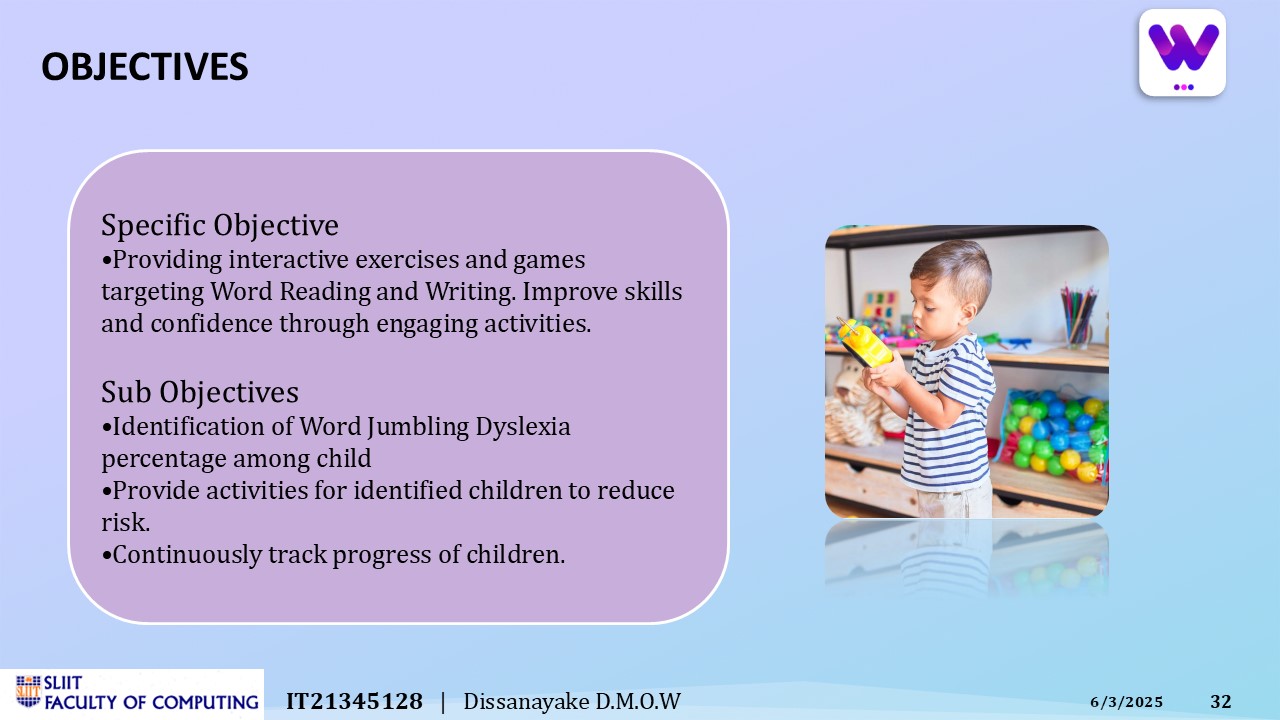 OBJECTIVES
W
Specific Objective
•Providing interactive exercises and games
targeting Word Reading and Writing. Improve skills
and confidence through engaging activities.
Sub Objectives
•Identification of Word Jumbling Dyslexia
percentage among child
•Provide activities for identified children to reduce
risk.
•Continuously track progress of children.
SLIIT
SLIIT
FACULTY OF COMPUTING
IT21345128 | Dissanayake D.M.O.W
6/3/2025
32